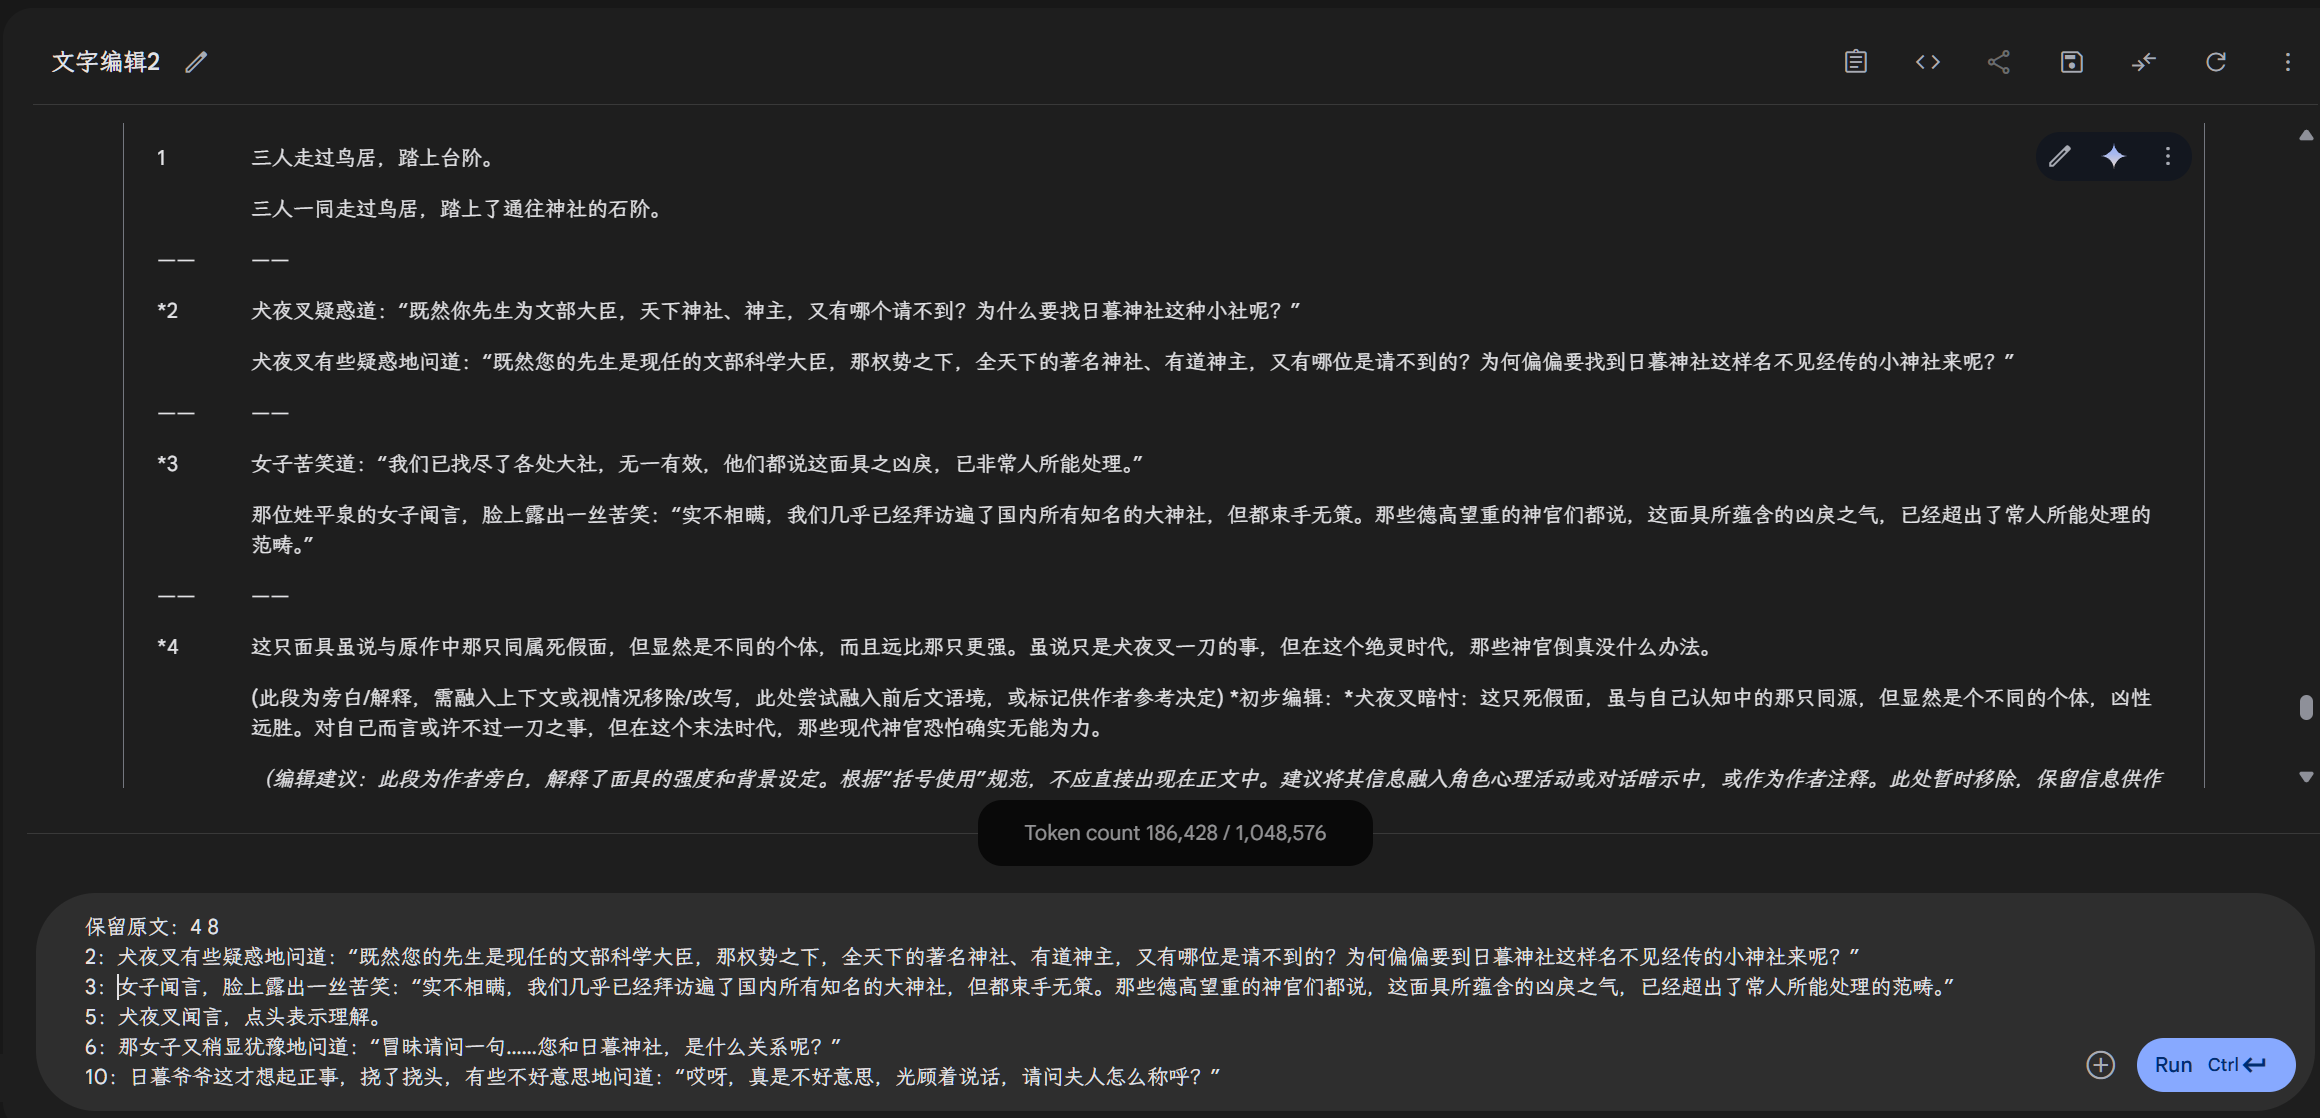 文字编辑2
1 三人走过鸟居，踏上台阶。
三人一同走过鸟居，踏上了通往神社的石阶。
—— ——
*2 犬夜叉疑惑道：“既然你先生为文部大臣，天下神社、神主，又有哪个请不到？为什么要找日暮神社这种小社呢？”
犬夜叉有些疑惑地问道：“既然您的先生是现任的文部科学大臣，那权势之下，全天下的著名神社、有道神主，又有哪位是请不到的？为何偏偏要找到日暮神社这样名不见经传的小神社来呢？”
—— ——
*3 女子苦笑道：“我们已找尽了各处大社，无一有效，他们都说这面具之凶戾，已非常人所能处理。”
那位姓平泉的女子闻言，脸上露出一丝苦笑：“实不相瞒，我们几乎已经拜访遍了国内所有知名的大神社，但都束手无策。那些德高望重的神官们都说，这面具所蕴含的凶戾之气，已经超出了常人所能处理的
范畴。”
—— ——
*4 这只面具虽说与原作中那只同属死假面，但显然是不同的个体，而且远比那只更强。虽说只是犬夜叉一刀的事，但在这个绝灵时代，那些神官倒真没什么办法。
(此段为旁白/解释，需融入上下文或视情况移除/改写，此处尝试融入前后文语境，或标记供作者参考决定) *初步编辑：*犬夜叉暗忖：这只死假面，虽与自己认知中的那只同源，但显然是个不同的个体，凶性
远胜。对自己而言或许不过一刀之事，但在这个末法时代，那些现代神官恐怕确实无能为力。
（编辑建议：此段为作者旁白，解释了面具的强度和背景设定。根据“括号使用”规范，不应直接出现在正文中。建议将其信息融入角色心理活动或对话暗示中，或作为作者注释。此处暂时移除，保留信息供作
Token count 186,428 / 1,048,576
保留原文：4 8
2：犬夜叉有些疑惑地问道：“既然您的先生是现任的文部科学大臣，那权势之下，全天下的著名神社、有道神主，又有哪位是请不到的？为何偏偏要到日暮神社这样名不见经传的小神社来呢？”
3：女子闻言，脸上露出一丝苦笑：“实不相瞒，我们几乎已经拜访遍了国内所有知名的大神社，但都束手无策。那些德高望重的神官们都说，这面具所蕴含的凶戾之气，已经超出了常人所能处理的范畴。”
5：犬夜叉闻言，点头表示理解。
6：那女子又稍显犹豫地问道：“冒昧请问一句……您和日暮神社，是什么关系呢？”
10：日暮爷爷这才想起正事，挠了挠头，有些不好意思地问道：“哎呀，真是不好意思，光顾着说话，请问夫人怎么称呼？”
Run Ctrl